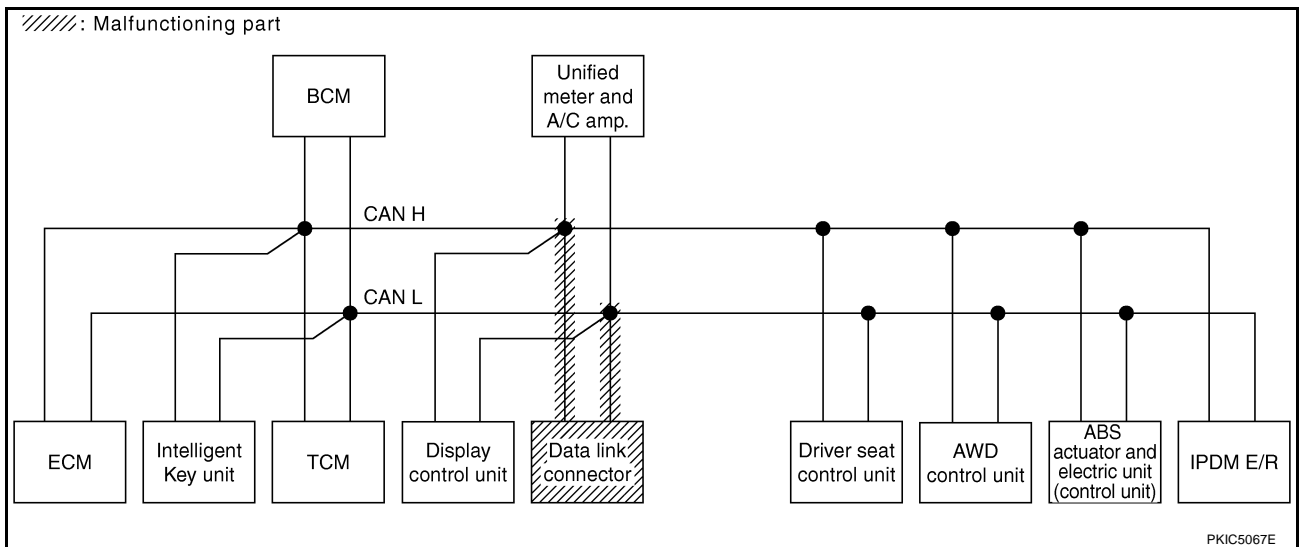 : Malfunctioning part
BCM
Unified
meter and
A/C amp.
CAN H
CAN L
ECM
Intelligent
Key unit
TCM
Display
control unit
Data link
connector
Driver seat
control unit
AWD
control unit
ABS
actuator and
electric unit
(control unit)
IPDM E/R
PKIC5067E